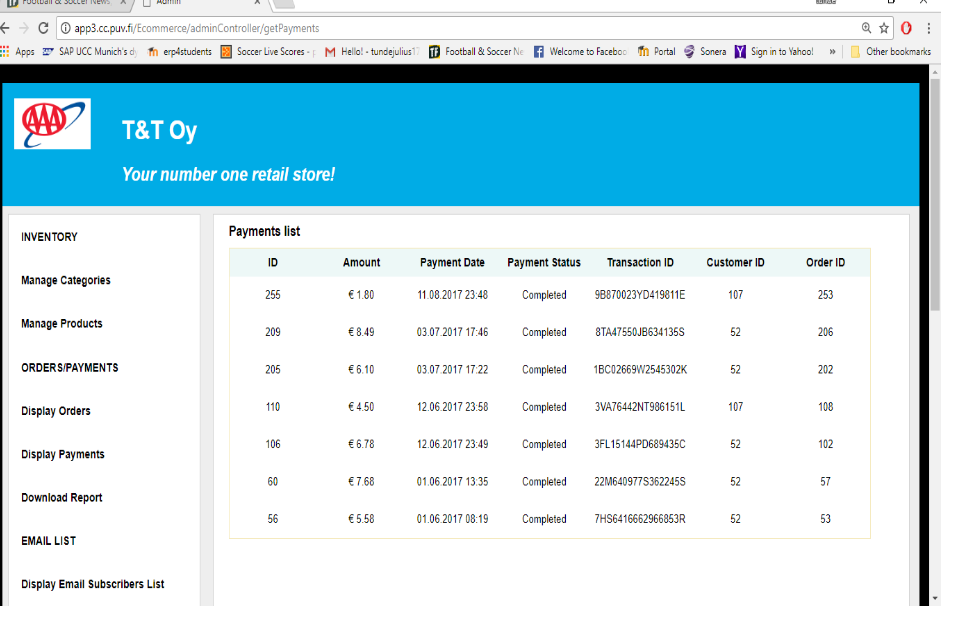 Football & Soccer News
Admin
app3.cc.puv.fi/Ecommerce/adminController/getPayments
Apps SAP UCC Munich's dy erp4students Soccer Live Scores - Hello! - tundejulius1 Football & Soccer Ne Welcome to Faceboo Portal Sonera Sign in to Yahoo! » Other bookmarks
AAA
T&T Oy
Your number one retail store!
INVENTORY
Manage Categories
Manage Products
ORDERS/PAYMENTS
Display Orders
Display Payments
Download Report
EMAIL LIST
Display Email Subscribers List
Payments list
ID Amount Payment Date Payment Status Transaction ID Customer ID Order ID
255 € 1.80 11.08.2017 23:48 Completed 9B870023YD419811E 107 253
209 € 8.49 03.07.2017 17:46 Completed 8TA47550JB634135S 52 206
205 € 6.10 03.07.2017 17:22 Completed 1BC02669W2545302K 52 202
110 € 4.50 12.06.2017 23:58 Completed 3VA76442NT986151L 107 108
106 € 6.78 12.06.2017 23:49 Completed 3FL15144PD689435C 52 102
60 € 7.68 01.06.2017 13:35 Completed 22M640977S362245S 52 57
56 € 5.58 01.06.2017 08:19 Completed 7HS6416662966853R 52 53